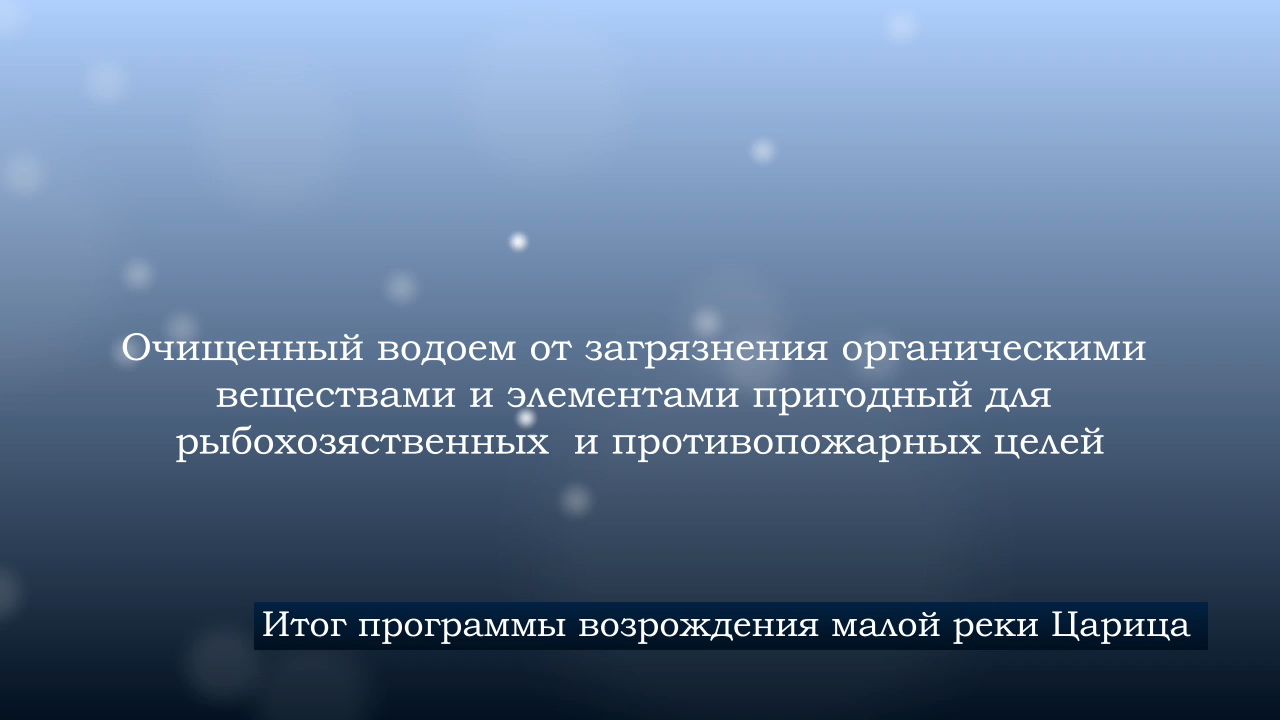 Очищенный водоем от загрязнения органическими
веществами и элементами пригодный для
рыбохозяственных  и противопожарных целей
Итог программы возрождения малой реки Царица